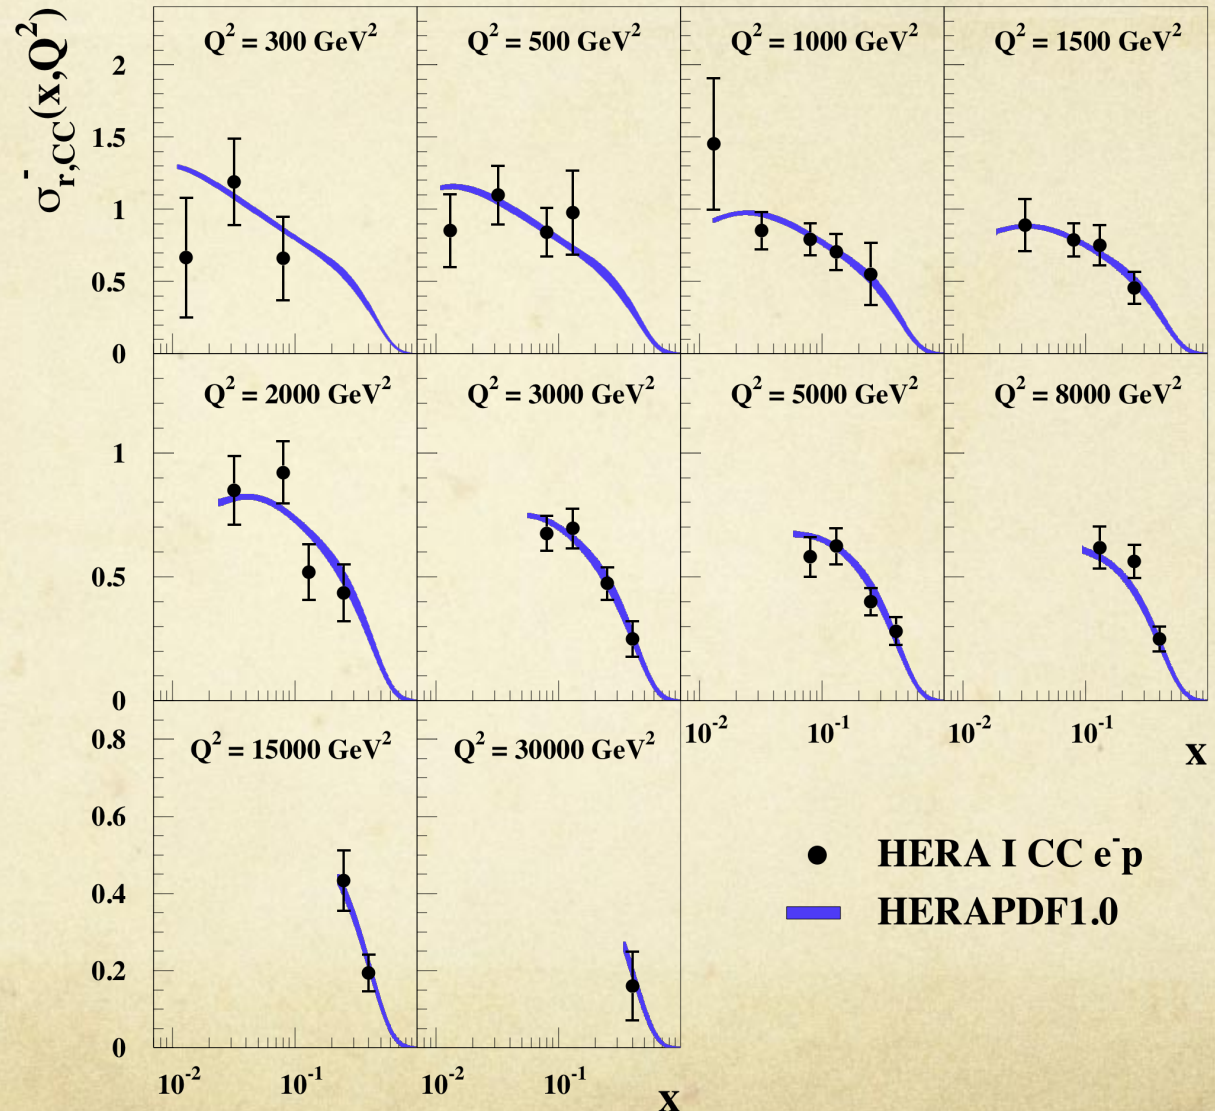 σ⁻r,CC(x,Q²)
Q² = 300 GeV²
Q² = 500 GeV²
Q² = 1000 GeV²
Q² = 1500 GeV²
2
1.5
1
0.5
0
Q² = 2000 GeV²
Q² = 3000 GeV²
Q² = 5000 GeV²
Q² = 8000 GeV²
1
0.5
0
10⁻² 10⁻¹ 10⁻² 10⁻¹
x
Q² = 15000 GeV²
Q² = 30000 GeV²
0.8
0.6
0.4
0.2
0
HERA I CC e⁻p
HERAPDF1.0
10⁻² 10⁻¹ 10⁻² 10⁻¹
x